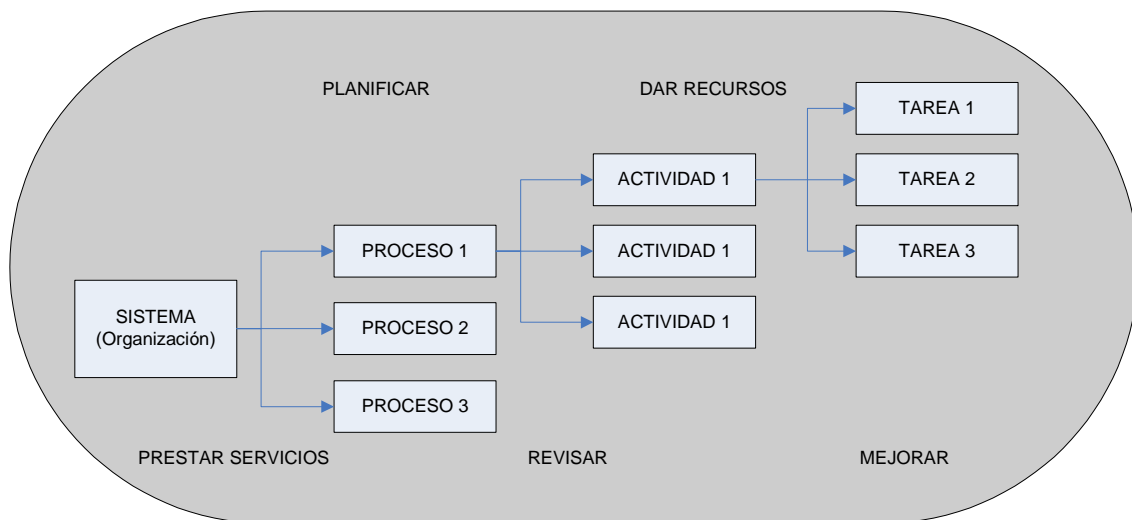 PLANIFICAR
DAR RECURSOS
TAREA 1
TAREA 2
TAREA 3
ACTIVIDAD 1
ACTIVIDAD 1
ACTIVIDAD 1
PROCESO 1
PROCESO 2
PROCESO 3
SISTEMA
(Organización)
PRESTAR SERVICIOS
REVISAR
MEJORAR